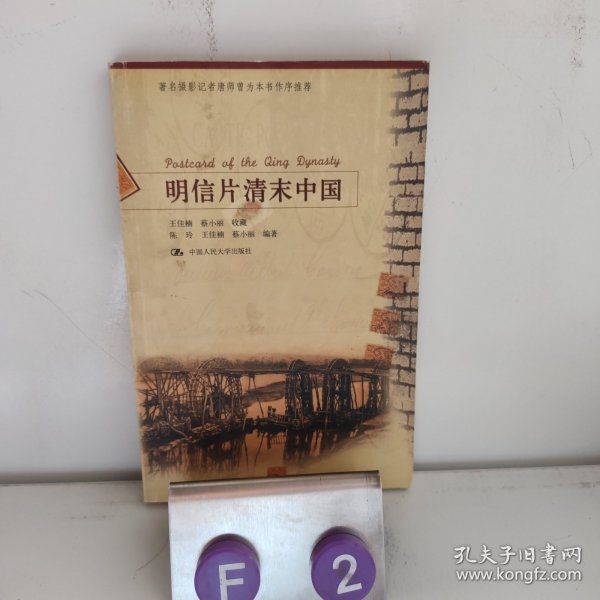 著名摄影记者唐师曾为本书作序推荐
Postcard of the Qing Dynasty
明信片清末中国
王佳楠 蔡小丽 收藏
陈 玲 王佳楠 蔡小丽 编著
中国人民大学出版社
F 2
孔夫子旧书网
www.kongfz.com